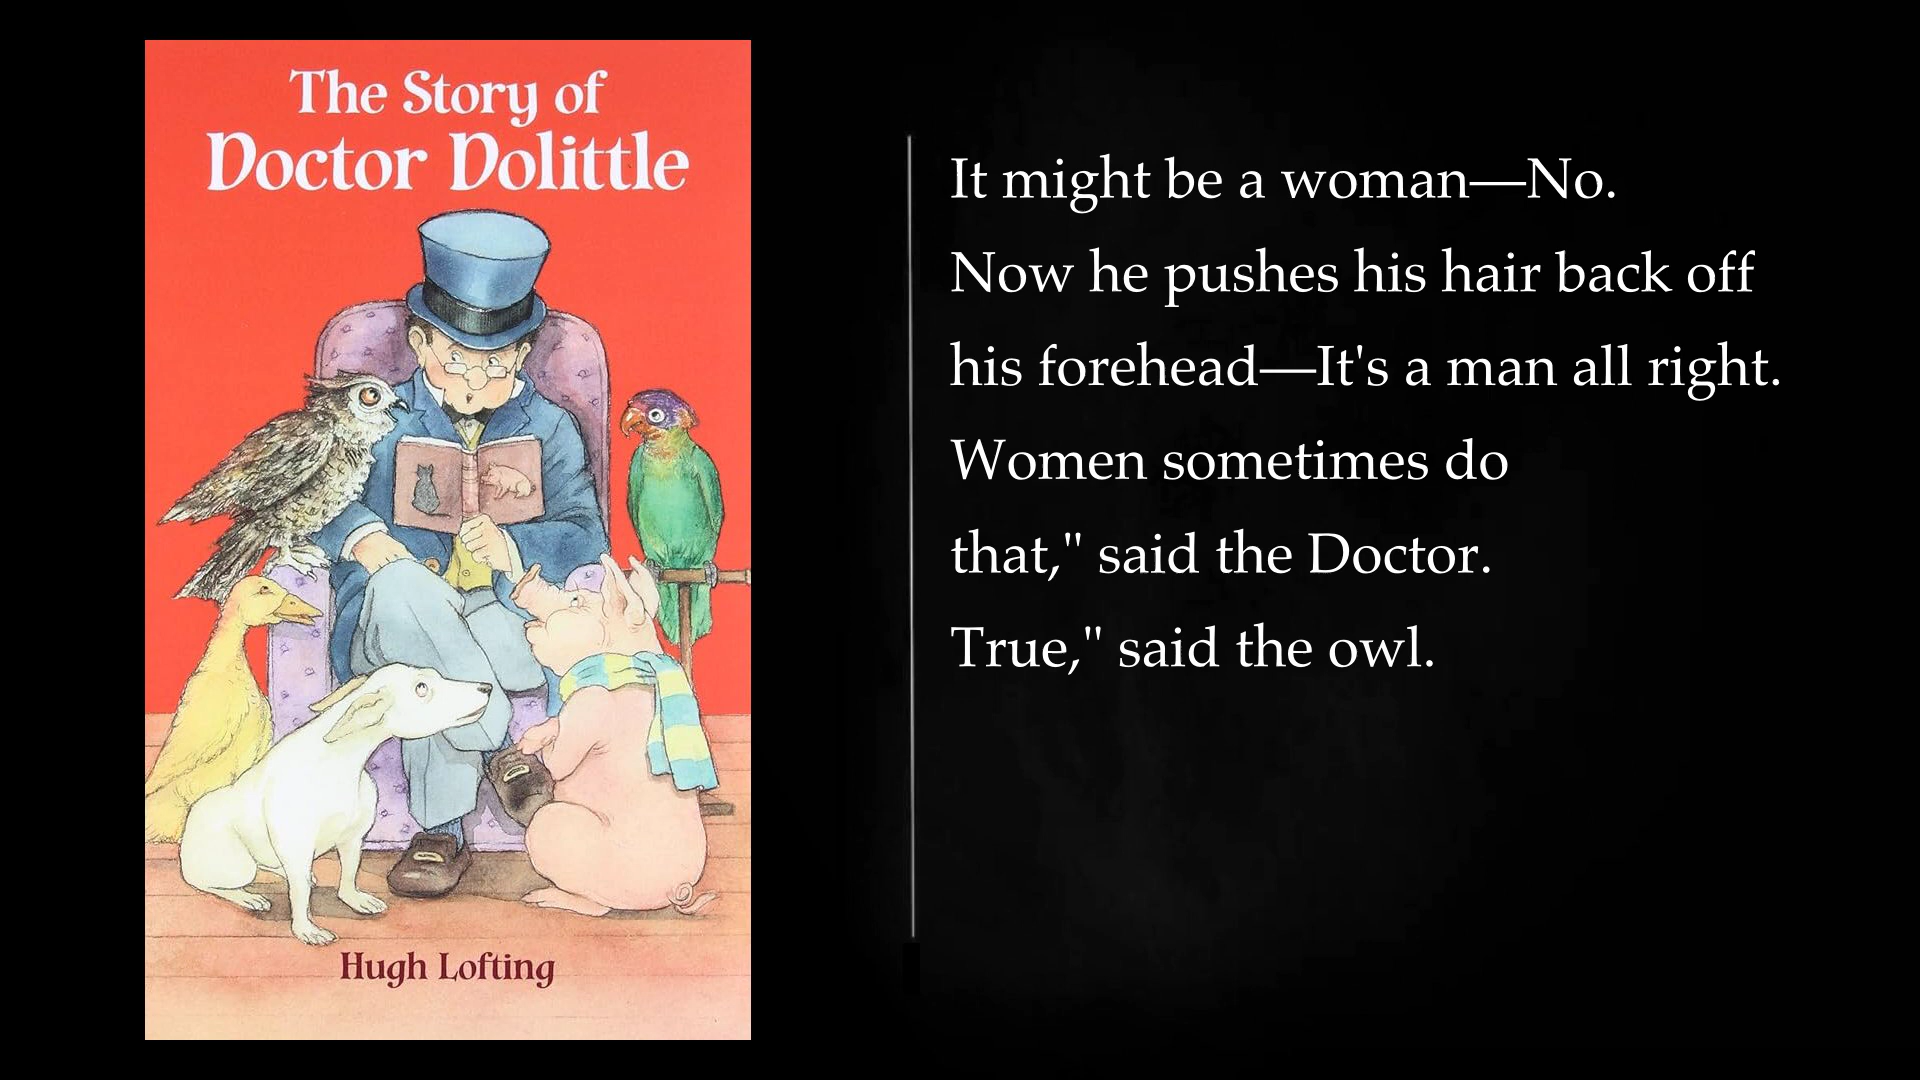 The Story of
Doctor Dolittle
Hugh Lofting
It might be a woman—No.
Now he pushes his hair back off
his forehead—It's a man all right.
Women sometimes do
that," said the Doctor.
True," said the owl.